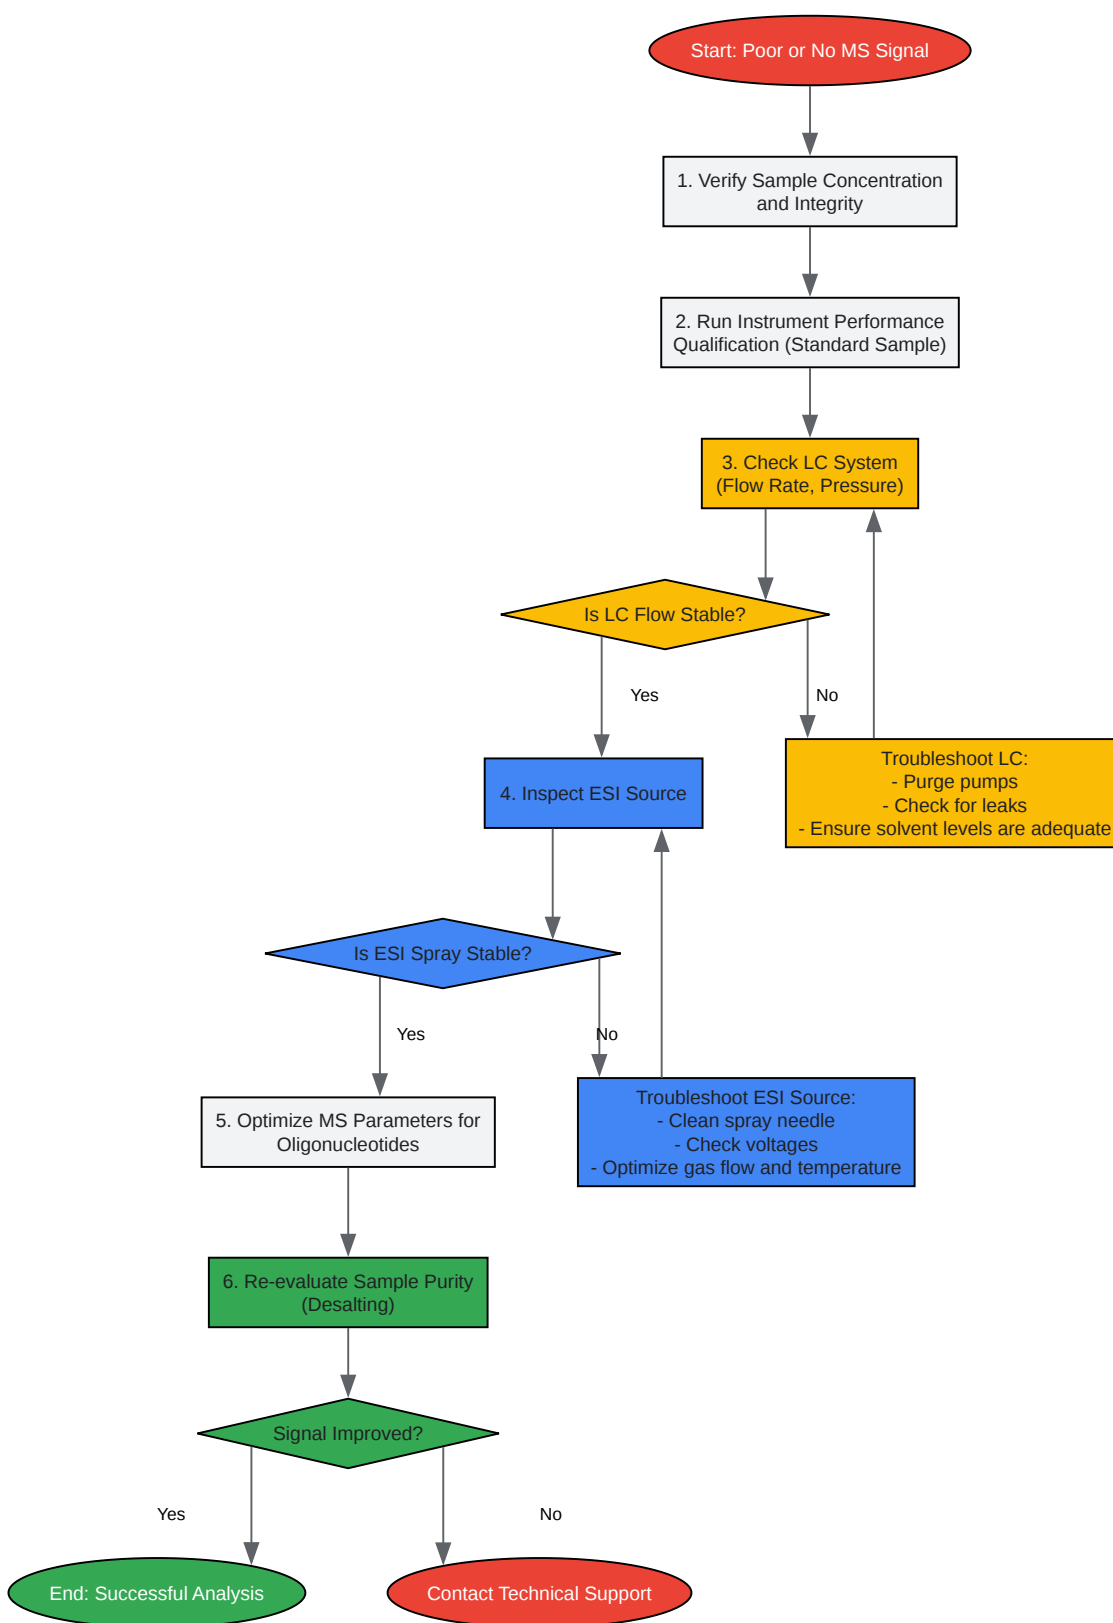 Start: Poor or No MS Signal
1. Verify Sample Concentration
and Integrity
2. Run Instrument Performance
Qualification (Standard Sample)
3. Check LC System
(Flow Rate, Pressure)
Is LC Flow Stable?
Yes
No
Troubleshoot LC:
- Purge pumps
- Check for leaks
- Ensure solvent levels are adequate
4. Inspect ESI Source
Is ESI Spray Stable?
Yes
No
Troubleshoot ESI Source:
- Clean spray needle
- Check voltages
- Optimize gas flow and temperature
5. Optimize MS Parameters for
Oligonucleotides
6. Re-evaluate Sample Purity
(Desalting)
Signal Improved?
Yes
No
End: Successful Analysis
Contact Technical Support